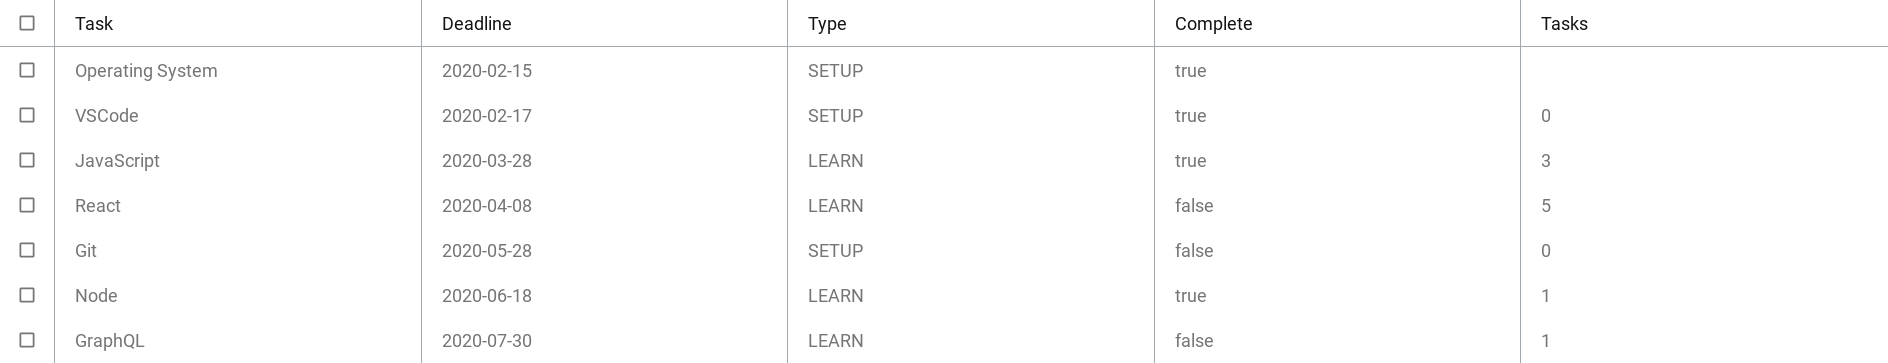 Task Deadline Type Complete Tasks
Operating System 2020-02-15 SETUP true
VSCode 2020-02-17 SETUP true 0
JavaScript 2020-03-28 LEARN true 3
React 2020-04-08 LEARN false 5
Git 2020-05-28 SETUP false 0
Node 2020-06-18 LEARN true 1
GraphQL 2020-07-30 LEARN false 1